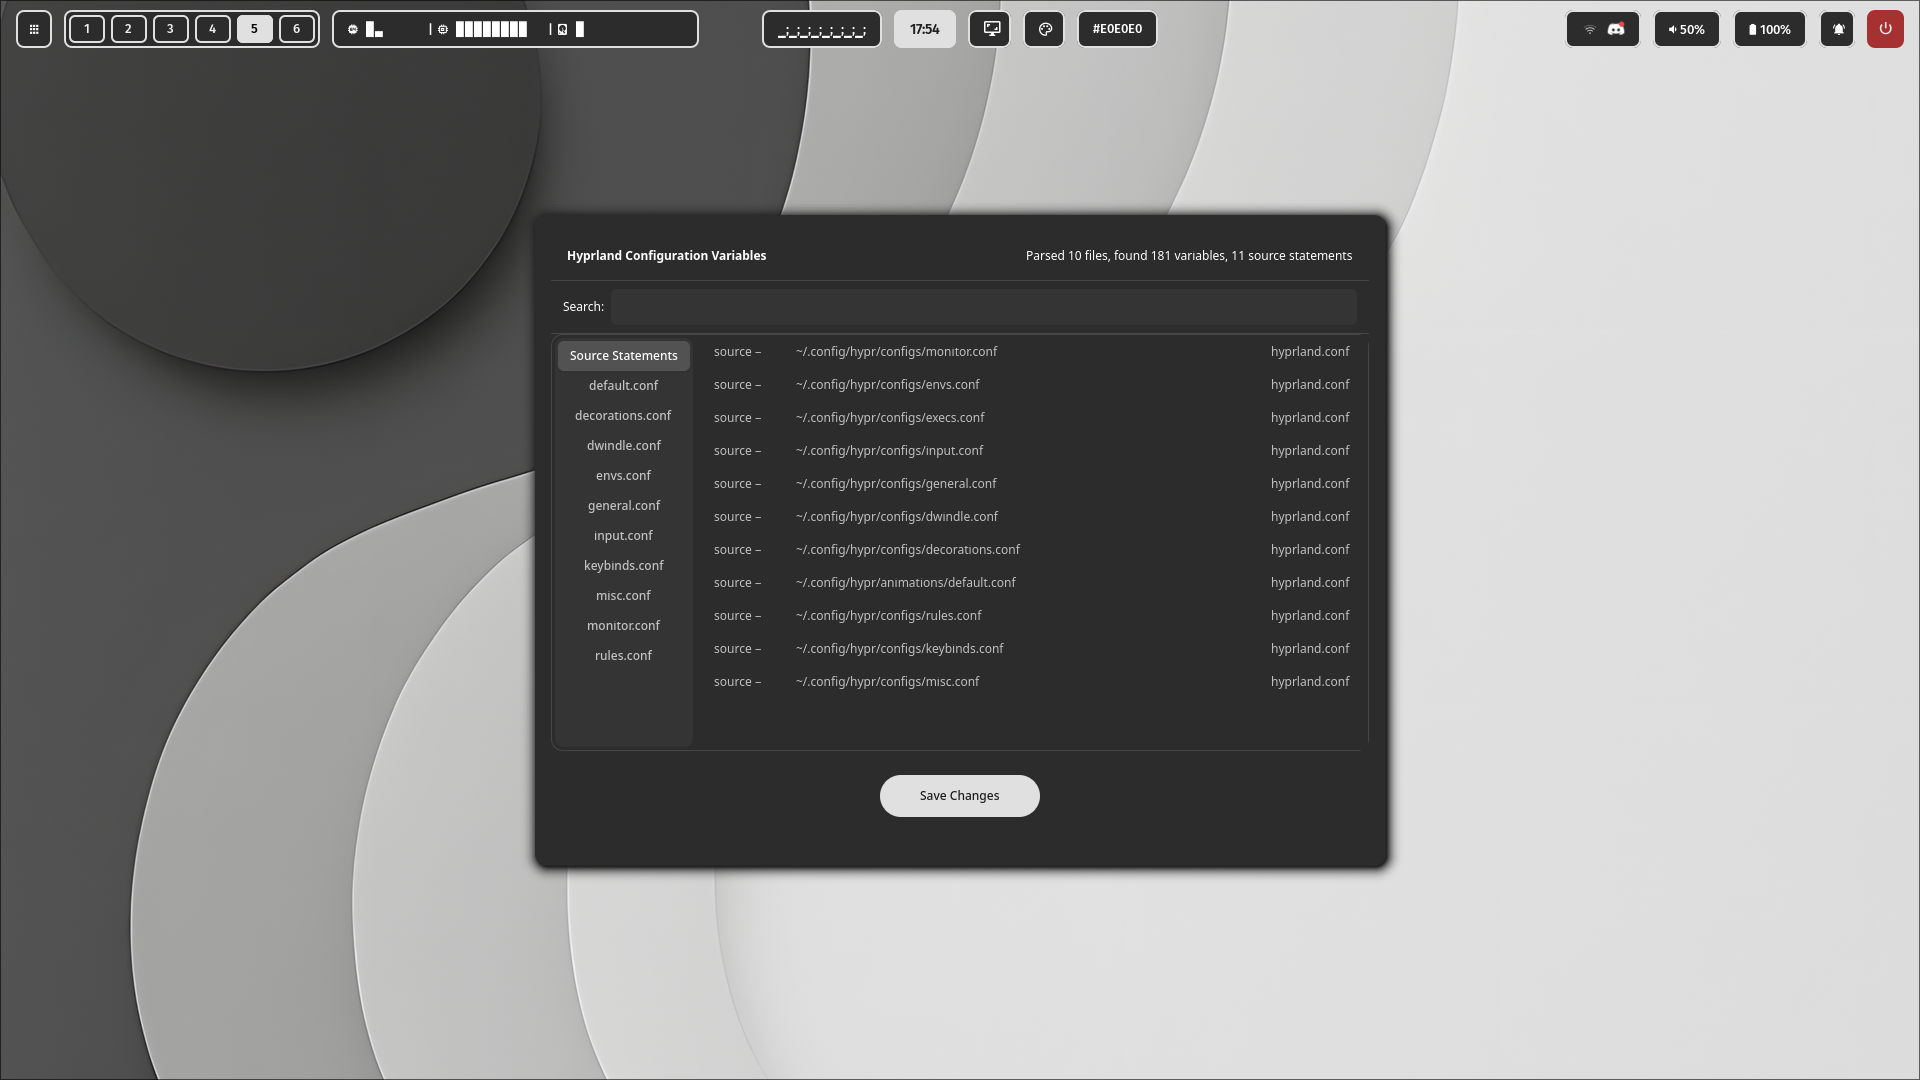 1 2 3 4 5 6 | | 17:54 #E0E0E0 50% 100%
Hyprland Configuration Variables Parsed 10 files, found 181 variables, 11 source statements
Search:
Source Statements
default.conf
decorations.conf
dwindle.conf
envs.conf
general.conf
input.conf
keybinds.conf
misc.conf
monitor.conf
rules.conf
source – ~/.config/hypr/configs/monitor.conf hyprland.conf
source – ~/.config/hypr/configs/envs.conf hyprland.conf
source – ~/.config/hypr/configs/execs.conf hyprland.conf
source – ~/.config/hypr/configs/input.conf hyprland.conf
source – ~/.config/hypr/configs/general.conf hyprland.conf
source – ~/.config/hypr/configs/dwindle.conf hyprland.conf
source – ~/.config/hypr/configs/decorations.conf hyprland.conf
source – ~/.config/hypr/animations/default.conf hyprland.conf
source – ~/.config/hypr/configs/rules.conf hyprland.conf
source – ~/.config/hypr/configs/keybinds.conf hyprland.conf
source – ~/.config/hypr/configs/misc.conf hyprland.conf
Save Changes